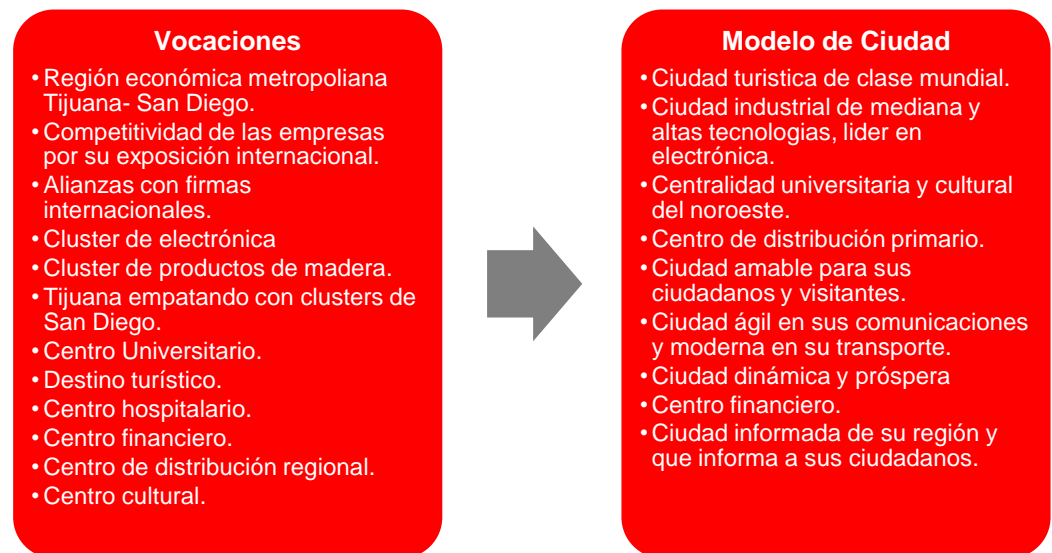 Vocaciones
• Región económica metropoliana
Tijuana- San Diego.
• Competitividad de las empresas
por su exposición internacional.
• Alianzas con firmas
internacionales.
• Cluster de electrónica
• Cluster de productos de madera.
• Tijuana empatando con clusters de
San Diego.
• Centro Universitario.
• Destino turístico.
• Centro hospitalario.
• Centro financiero.
• Centro de distribución regional.
• Centro cultural.
Modelo de Ciudad
• Ciudad turistica de clase mundial.
• Ciudad industrial de mediana y
altas tecnologias, lider en
electrónica.
• Centralidad universitaria y cultural
del noroeste.
• Centro de distribución primario.
• Ciudad amable para sus
ciudadanos y visitantes.
• Ciudad ágil en sus comunicaciones
y moderna en su transporte.
• Ciudad dinámica y próspera
• Centro financiero.
• Ciudad informada de su región y
que informa a sus ciudadanos.